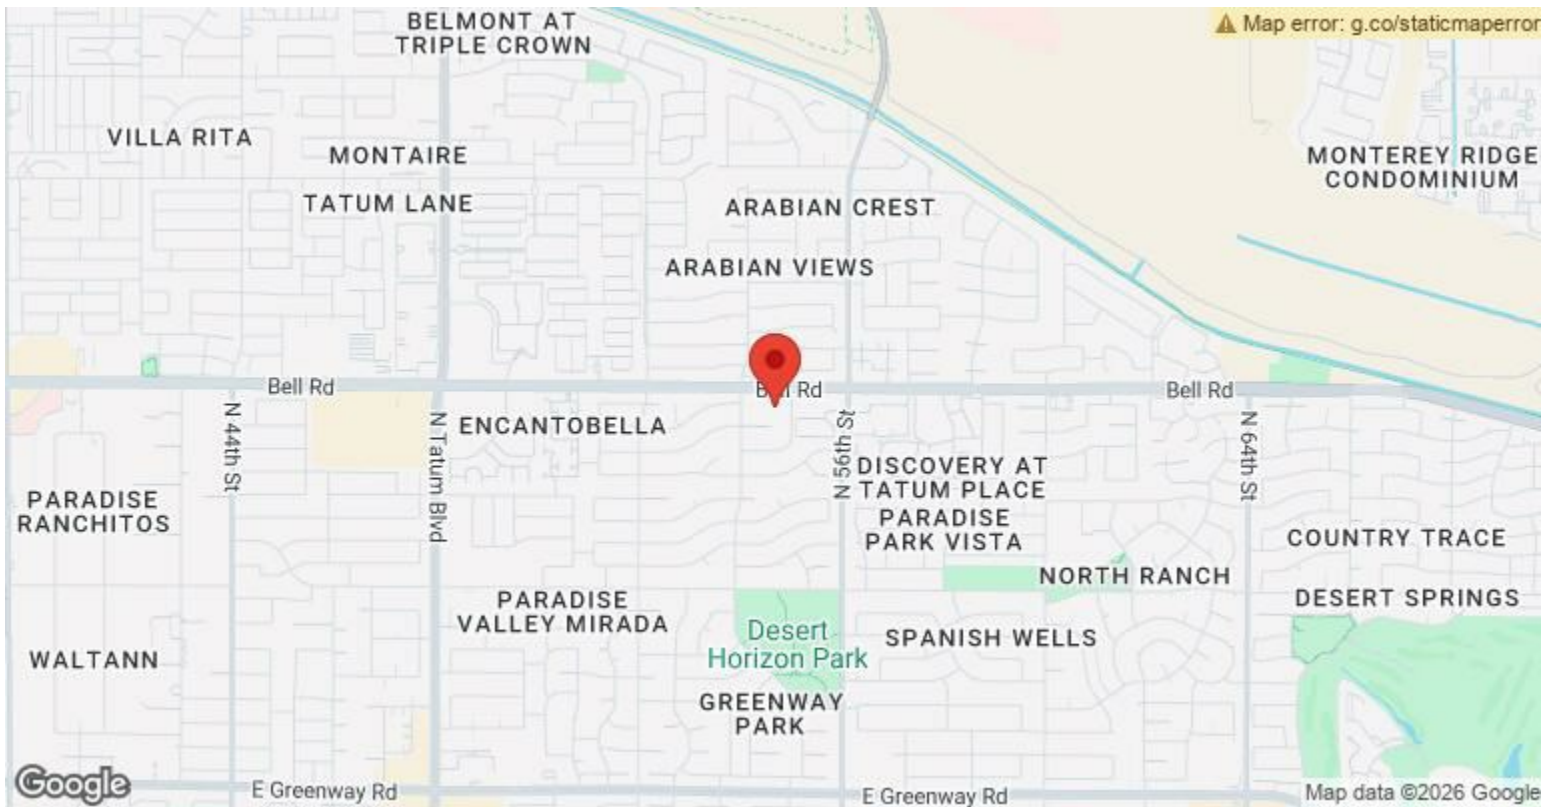 BELMONT AT
TRIPLE CROWN
Map error: g.co/staticmaperror
VILLA RITA
MONTAIRE
MONTEREY RIDGE
CONDOMINIUM
TATUM LANE
ARABIAN CREST
ARABIAN VIEWS
Bell Rd
Bell Rd
Bell Rd
N 44th St
N Tatum Blvd
ENCANTOBELLA
N 56th St
N 64th St
DISCOVERY AT
TATUM PLACE
PARADISE
RANCHITOS
PARADISE
PARK VISTA
COUNTRY TRACE
NORTH RANCH
PARADISE
VALLEY MIRADA
DESERT SPRINGS
Desert
Horizon Park
SPANISH WELLS
WALTANN
GREENWAY
PARK
Google
E Greenway Rd
E Greenway Rd
Map data ©2026 Google